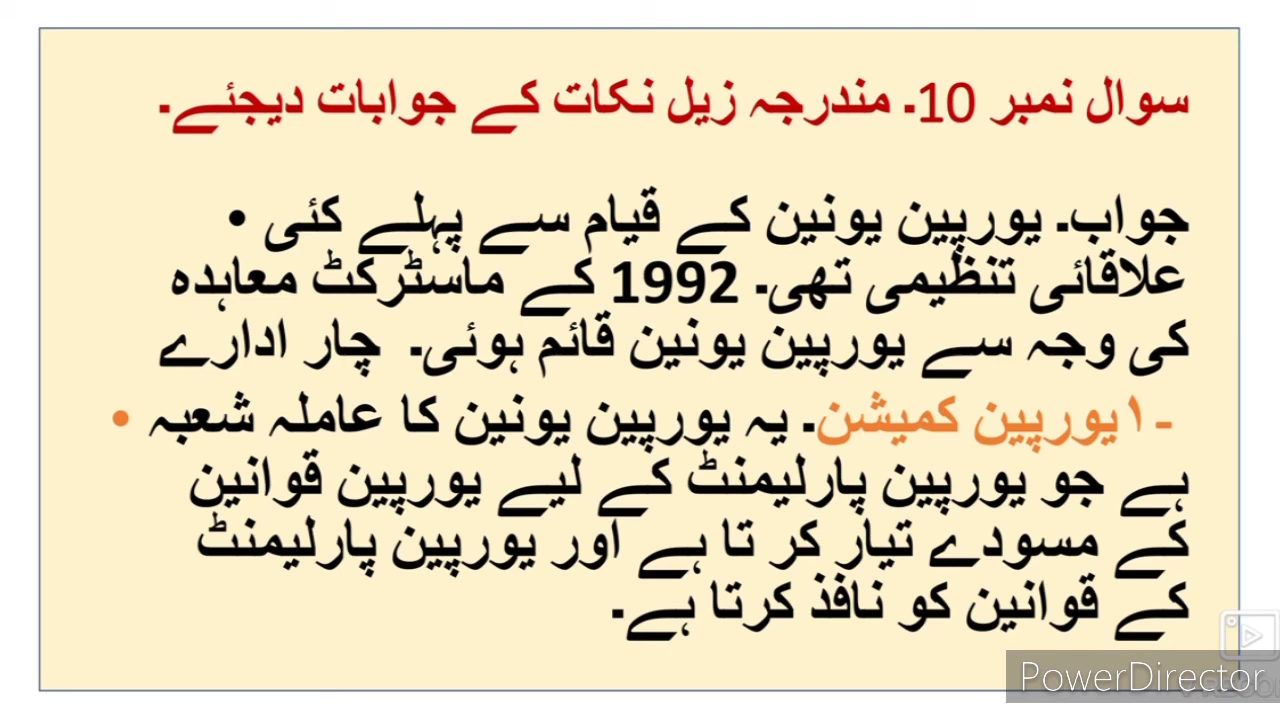 سوال نمبر 10۔ مندرجہ زیل نکات کے جوابات دیجئے۔
جواب۔ یورپین یونین کے قیام سے پہلے کئی •
علاقائی تنظیمی تھی۔ 1992 کے ماسٹرکٹ معاہدہ
کی وجہ سے یورپین یونین قائم ہوئی۔ چار ادارے
۱- یورپین کمیشن۔ یہ یورپین یونین کا عاملہ شعبہ •
ہے جو یورپین پارلیمنٹ کے لیے یورپین قوانین
کے مسودے تیار کر تا ہے اور یورپین پارلیمنٹ
کے قوانین کو نافذ کرتا ہے۔
PowerDirector